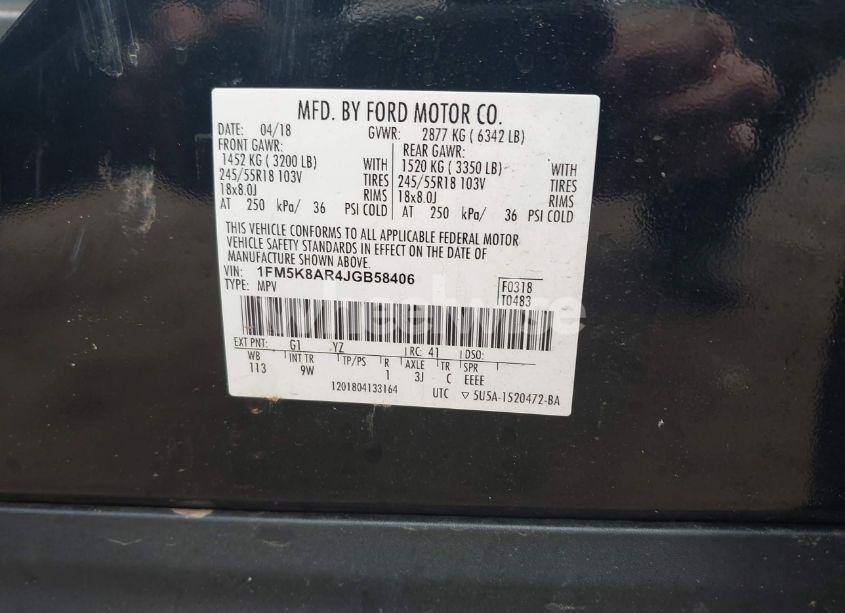 MFD. BY FORD MOTOR CO.
DATE: 04/18 GVWR: 2877 KG ( 6342 LB)
FRONT GAWR: REAR GAWR:
1452 KG ( 3200 LB) WITH 1520 KG ( 3350 LB) WITH
245/55R18 103V TIRES 245/55R18 103V TIRES
18x8.0J RIMS 18x8.0J RIMS
AT 250 kPa/ 36 PSI COLD AT 250 kPa/ 36 PSI COLD
THIS VEHICLE CONFORMS TO ALL APPLICABLE FEDERAL MOTOR
VEHICLE SAFETY STANDARDS IN EFFECT ON THE DATE OF
MANUFACTURE SHOWN ABOVE.
VIN: 1FM5K8AR4JGB58406 F0318
TYPE: MPV T0483
EXT PNT: G1 YZ RC: 41 DSO:
WB INT TR TP/PS R AXLE TR SPR
113 9W 1 3J C EEEE
1201804133164 UTC ▽ 5U5A-1520472-BA